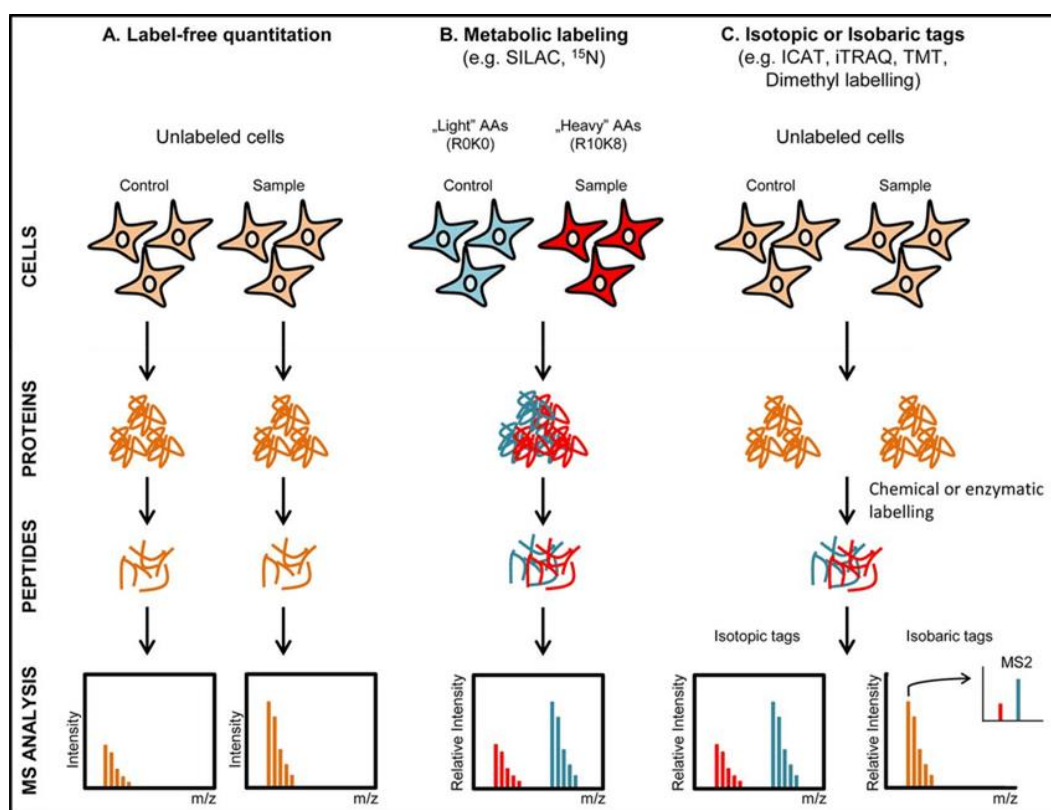 A. Label-free quantitation
B. Metabolic labeling
(e.g. SILAC, ¹⁵N)
C. Isotopic or Isobaric tags
(e.g. ICAT, iTRAQ, TMT,
Dimethyl labelling)
Unlabeled cells
„Light” AAs
(R0K0)
„Heavy” AAs
(R10K8)
Unlabeled cells
Control
Sample
Control
Sample
Control
Sample
CELLS
PROTEINS
Chemical or enzymatic
labelling
PEPTIDES
Isotopic tags
Isobaric tags
MS ANALYSIS
Intensity
m/z
Intensity
m/z
Relative Intensity
m/z
Relative Intensity
m/z
Relative Intensity
MS2
m/z